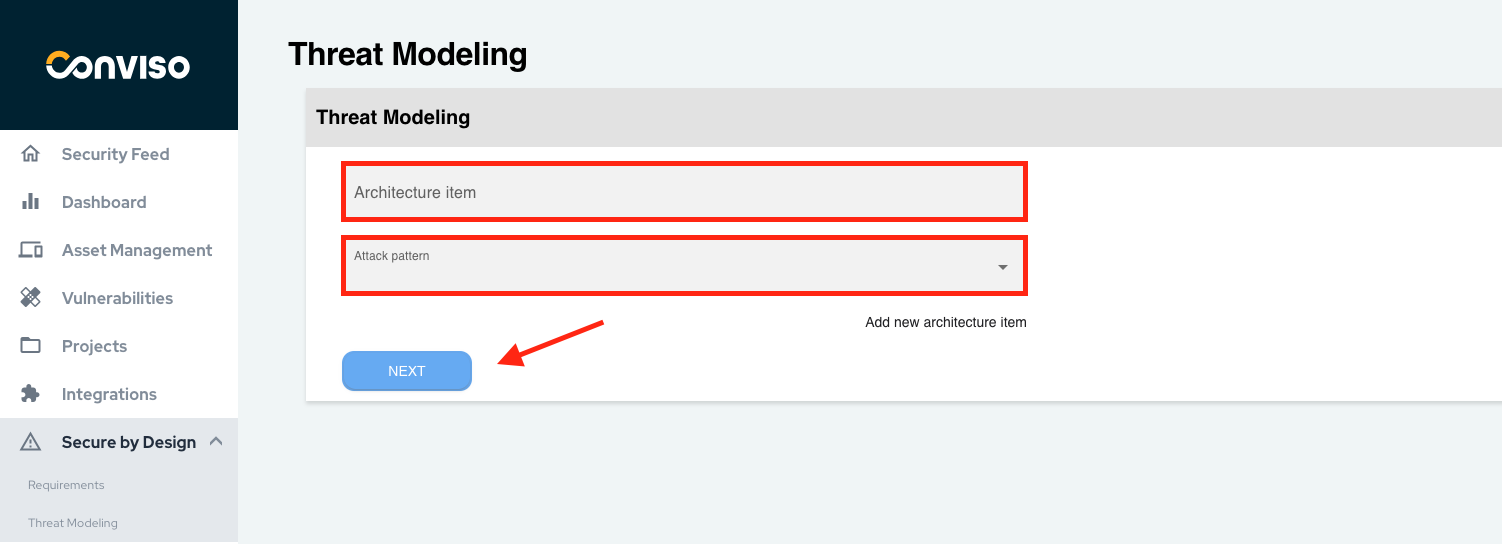 CONVISO
Security Feed
Dashboard
Asset Management
Vulnerabilities
Projects
Integrations
Secure by Design
Requirements
Threat Modeling
Threat Modeling
Threat Modeling
Architecture item
Attack pattern
Add new architecture item
NEXT